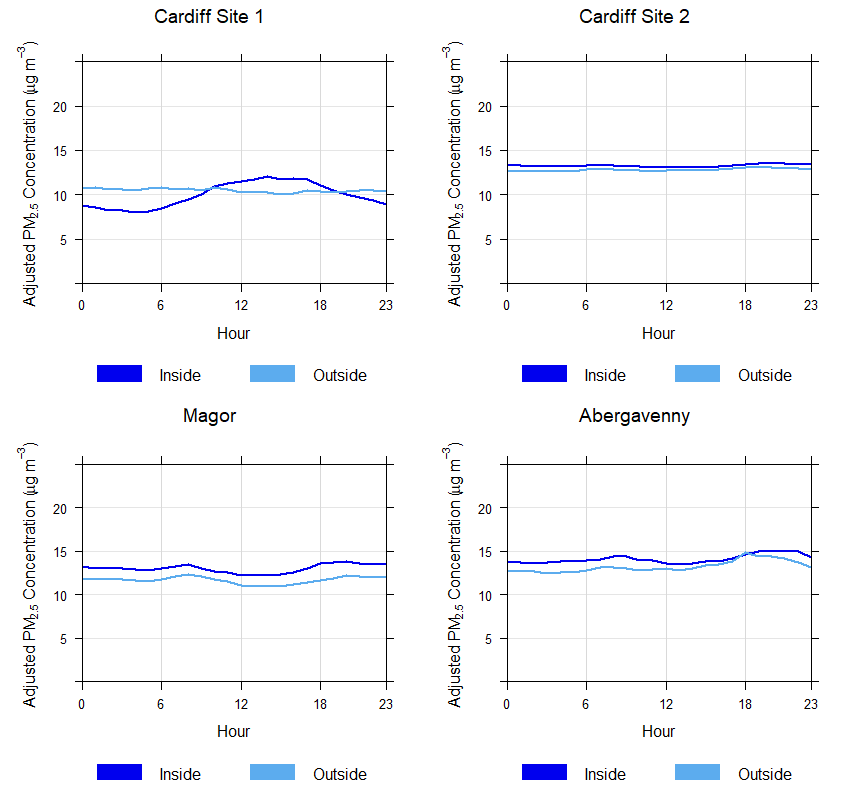 Cardiff Site 1
Adjusted PM2.5 Concentration (μg m−3)
20
15
10
5
0 6 12 18 23
Hour
Inside Outside
Cardiff Site 2
Adjusted PM2.5 Concentration (μg m−3)
20
15
10
5
0 6 12 18 23
Hour
Inside Outside
Magor
Adjusted PM2.5 Concentration (μg m−3)
20
15
10
5
0 6 12 18 23
Hour
Inside Outside
Abergavenny
Adjusted PM2.5 Concentration (μg m−3)
20
15
10
5
0 6 12 18 23
Hour
Inside Outside